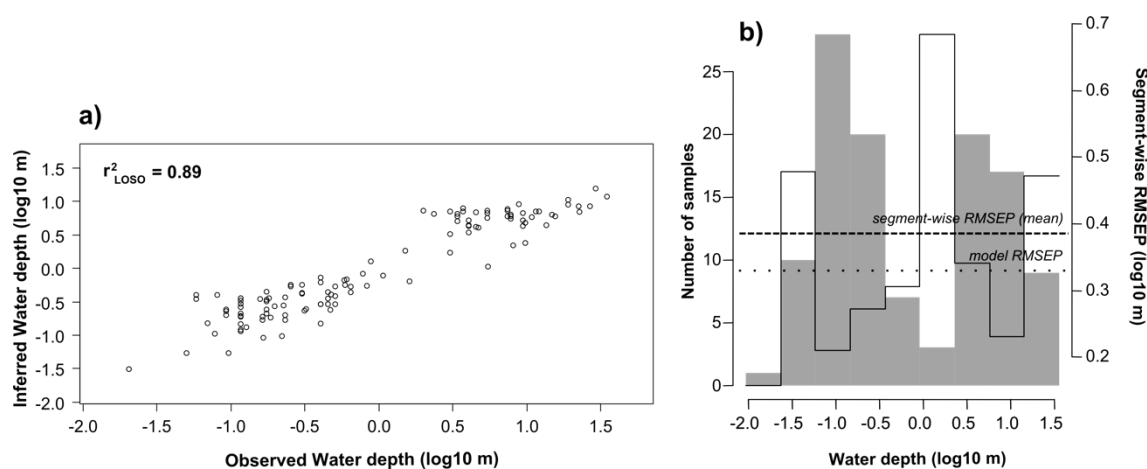 a)
r²LOSO = 0.89
Inferred Water depth (log10 m)
1.5
1.0
0.5
0.0
-0.5
-1.0
-1.5
-2.0
-2.0 -1.5 -1.0 -0.5 0.0 0.5 1.0 1.5
Observed Water depth (log10 m)
b)
Number of samples
25
20
15
10
5
0
segment-wise RMSEP (mean)
model RMSEP
0.7
0.6
0.5
0.4
0.3
0.2
Segment-wise RMSEP (log10 m)
-2.0 -1.5 -1.0 -0.5 0.0 0.5 1.0 1.5
Water depth (log10 m)